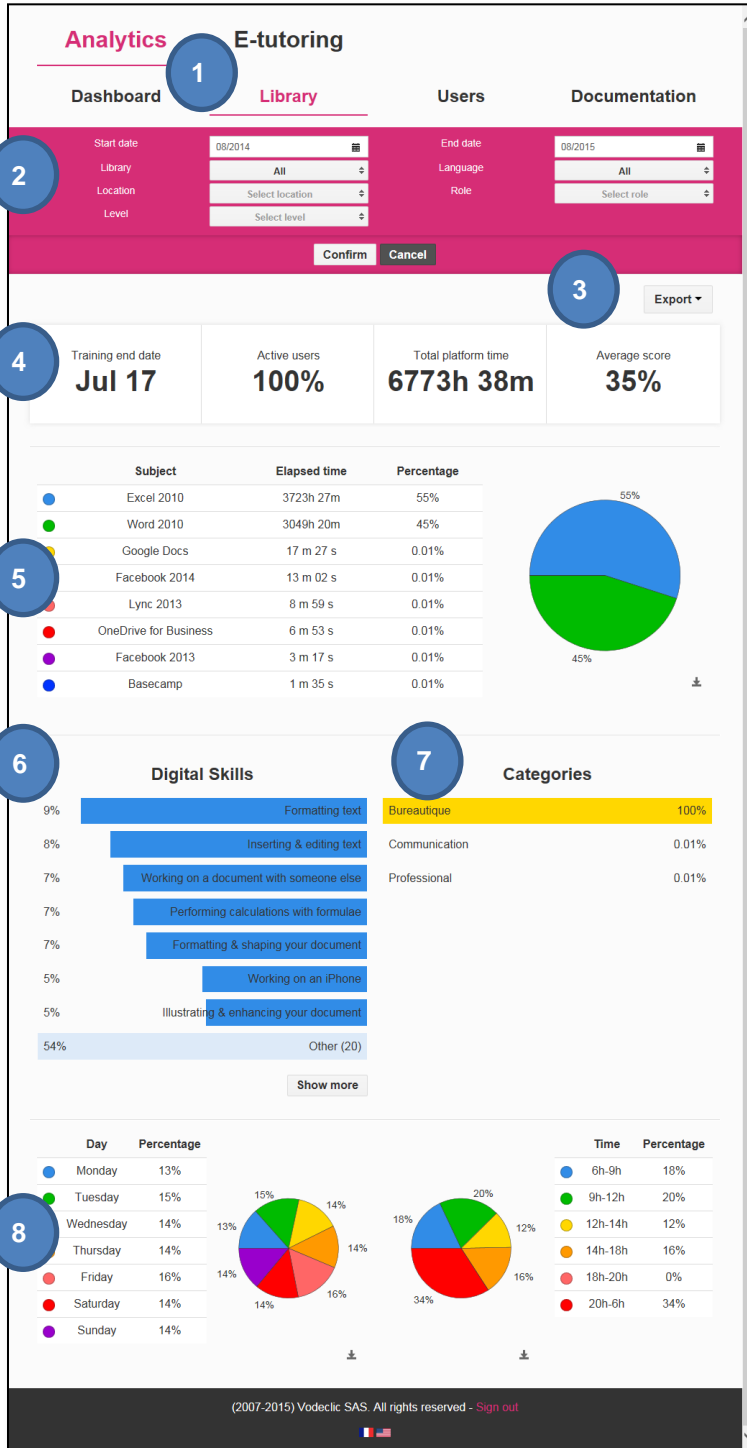 Analytics E-tutoring
1
Dashboard Library Users Documentation
2
Start date 08/2014 End date 08/2015
Library All Language All
Location Select location Role Select role
Level Select level
Confirm Cancel
3
Export
4
Training end date Active users Total platform time Average score
Jul 17 100% 6773h 38m 35%
Subject Elapsed time Percentage
Excel 2010 3723h 27m 55%
Word 2010 3049h 20m 45%
Google Docs 17 m 27 s 0.01%
5
Facebook 2014 13 m 02 s 0.01%
Lync 2013 8 m 59 s 0.01%
OneDrive for Business 6 m 53 s 0.01%
Facebook 2013 3 m 17 s 0.01%
Basecamp 1 m 35 s 0.01%
55%
45%
6
Digital Skills
9% Formatting text
8% Inserting & editing text
7% Working on a document with someone else
7% Performing calculations with formulae
7% Formatting & shaping your document
5% Working on an iPhone
5% Illustrating & enhancing your document
54% Other (20)
Show more
7
Categories
Bureautique 100%
Communication 0.01%
Professional 0.01%
8
Day Percentage
Monday 13%
Tuesday 15%
Wednesday 14%
Thursday 14%
Friday 16%
Saturday 14%
Sunday 14%
15%
14%
13%
14%
14%
16%
14%
20%
18%
12%
16%
34%
Time Percentage
6h-9h 18%
9h-12h 20%
12h-14h 12%
14h-18h 16%
18h-20h 0%
20h-6h 34%
(2007-2015) Vodeclic SAS. All rights reserved - Sign out